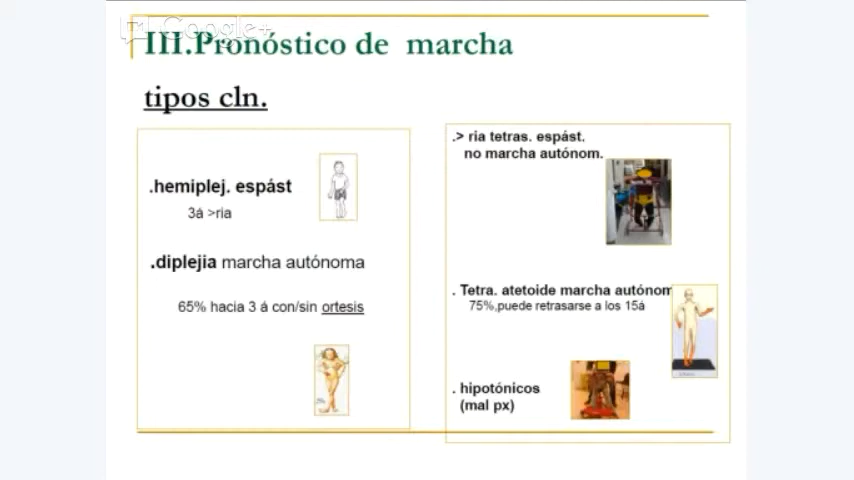 Google+
III.Pronóstico de marcha
tipos cln.
.hemiplej. espást
3á >ria
.diplejia marcha autónoma
65% hacia 3 á con/sin ortesis
.> ria tetras. espást.
no marcha autónom.
. Tetra. atetoide marcha autónom
75%,puede retrasarse a los 15á
. hipotónicos
(mal px)